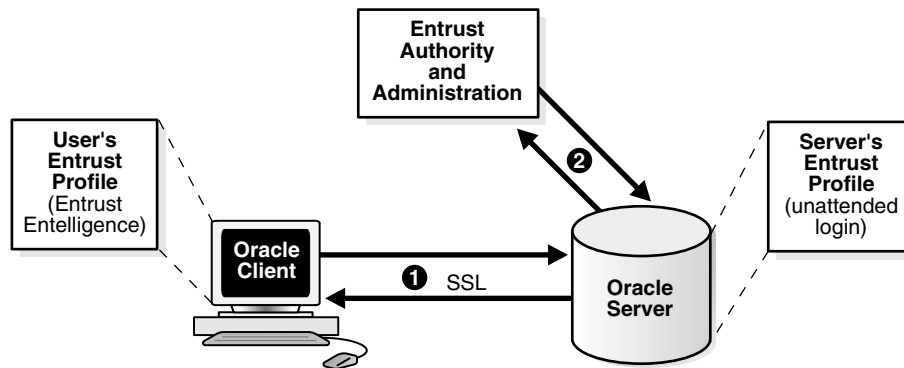 Entrust
Authority
and
Administration
User's
Entrust
Profile
(Entrust
Entelligence)
Oracle
Client
1 SSL
2
Oracle
Server
Server's
Entrust
Profile
(unattended
login)